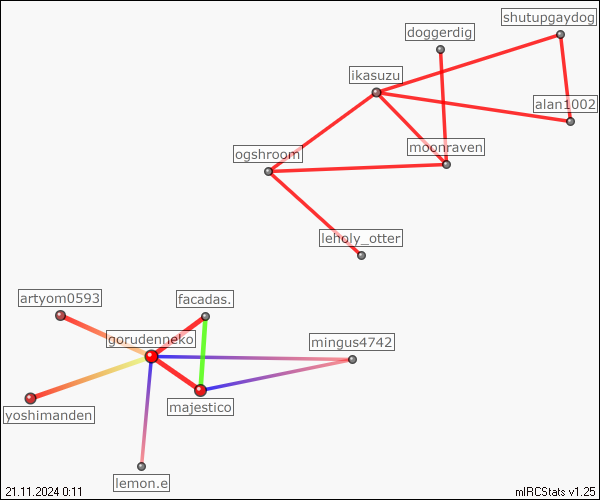 shutupgaydog
doggerdig
ikasuzu
alan1002
moonraven
ogshroom
leholy_otter
artyom0593
facadas.
gorudenneko
mingus4742
yoshimanden
majestico
lemon.e
21.11.2024 0:11
mIRCStats v1.25